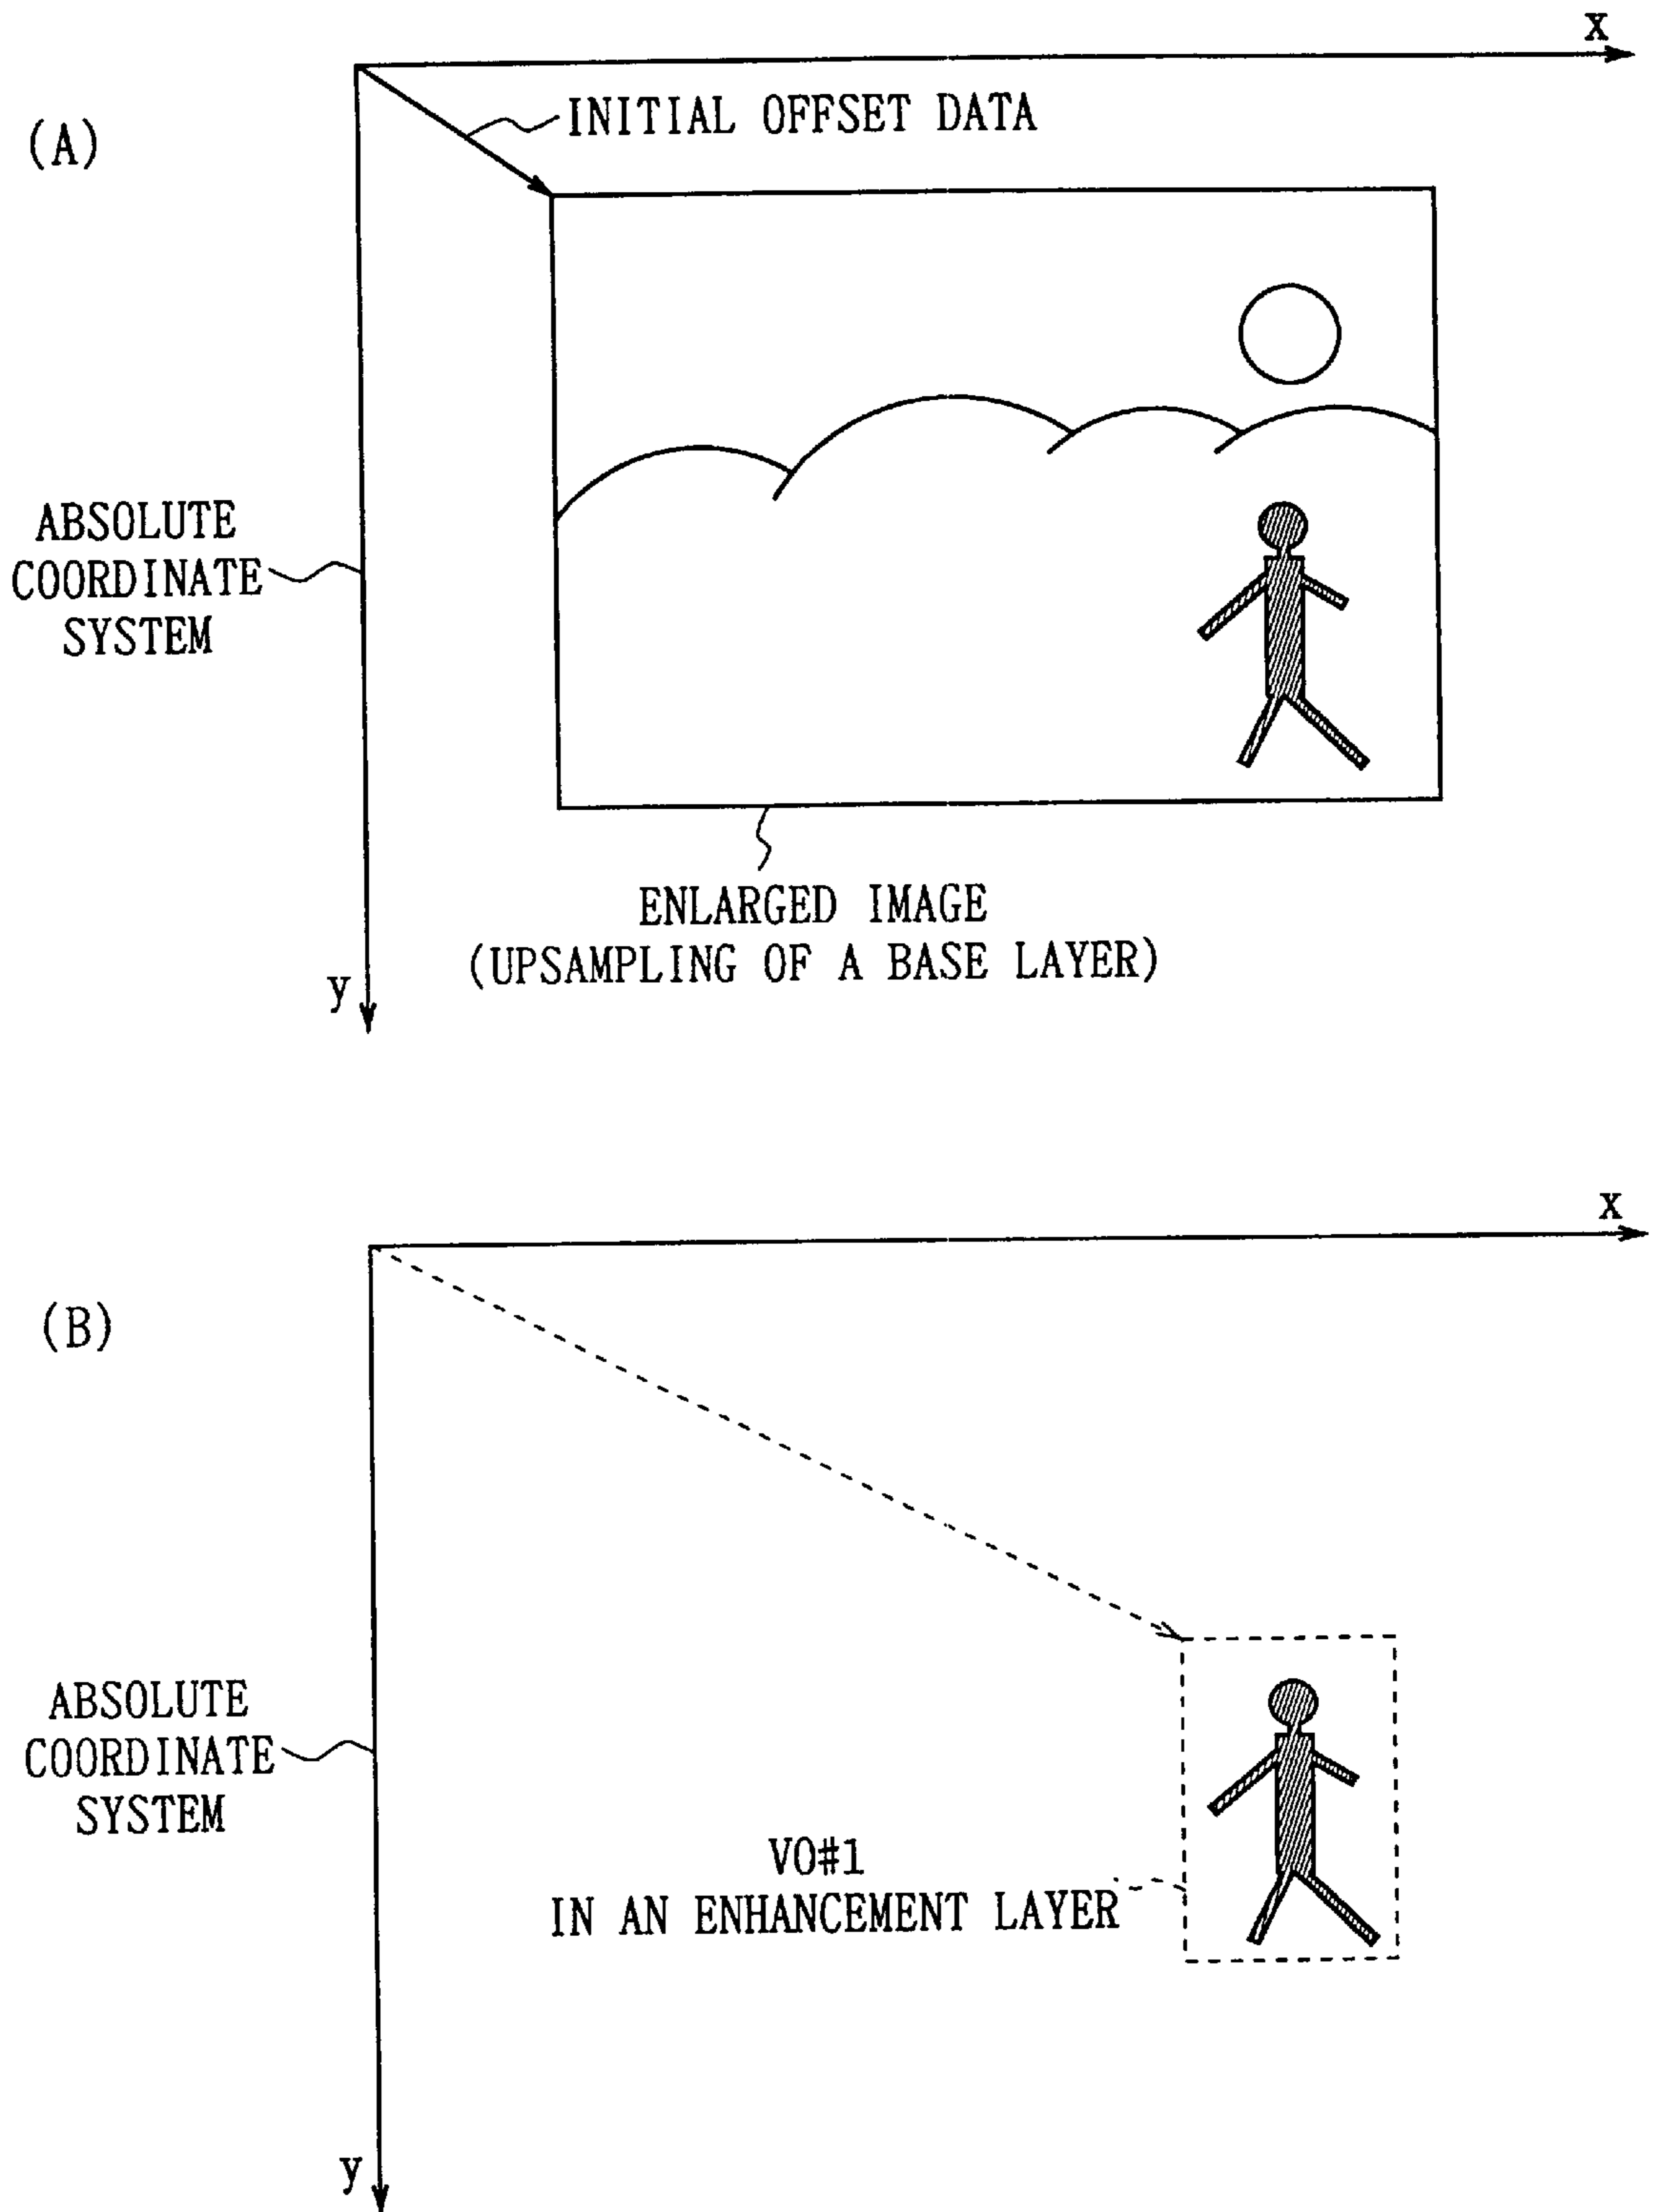 x
INITIAL OFFSET DATA
(A)
ABSOLUTE
COORDINATE
SYSTEM
ENLARGED IMAGE
(UPSAMPLING OF A BASE LAYER)
y
x
(B)
ABSOLUTE
COORDINATE
SYSTEM
VO#1
IN AN ENHANCEMENT LAYER
y